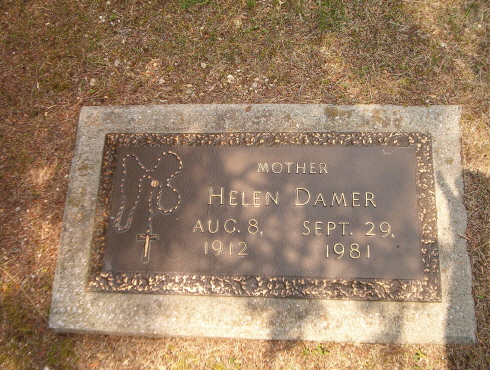 MOTHER
HELEN DAMER
AUG. 8, SEPT. 29,
1912 1981